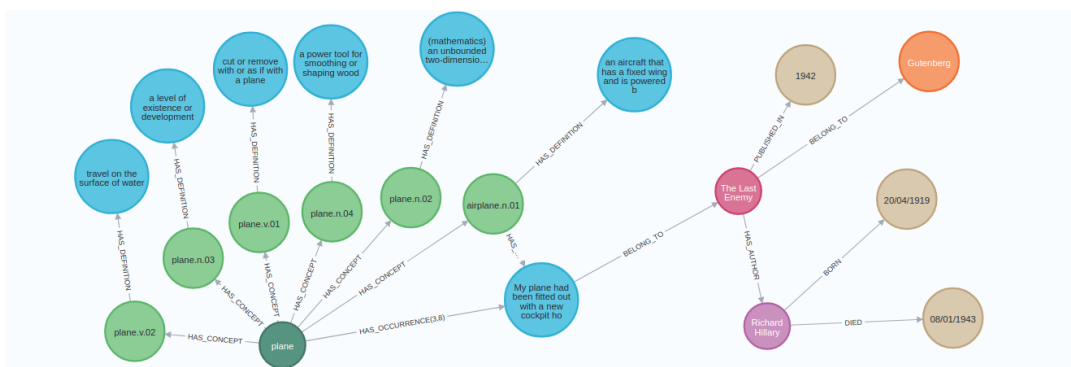 (mathematics)
an unbounded
two-dimensio…
cut or remove
with or as if with
a plane
a power tool for
smoothing or
shaping wood
an aircraft that
has a fixed wing
and is powered
b
1942
Gutenberg
a level of
existence or
development
HAS_DEFINITION
HAS_DEFINITION
HAS_DEFINITION
HAS_DEFINITION
PUBLISHED_IN
BELONG_TO
travel on the
surface of water
HAS_DEFINITION
HAS_DEFINITION
plane.n.02
airplane.n.01
The Last
Enemy
20/04/1919
plane.v.01
plane.n.04
plane.n.03
HAS_…
BELONG_TO
HAS_AUTHOR
BORN
HAS_CONCEPT
HAS_CONCEPT
HAS_CONCEPT
HAS_CONCEPT
HAS_CONCEPT
My plane had
been fitted out
with a new
cockpit ho
plane.v.02
HAS_CONCEPT
plane
HAS_OCCURRENCE(3,8)
Richard
Hillary
DIED
08/01/1943